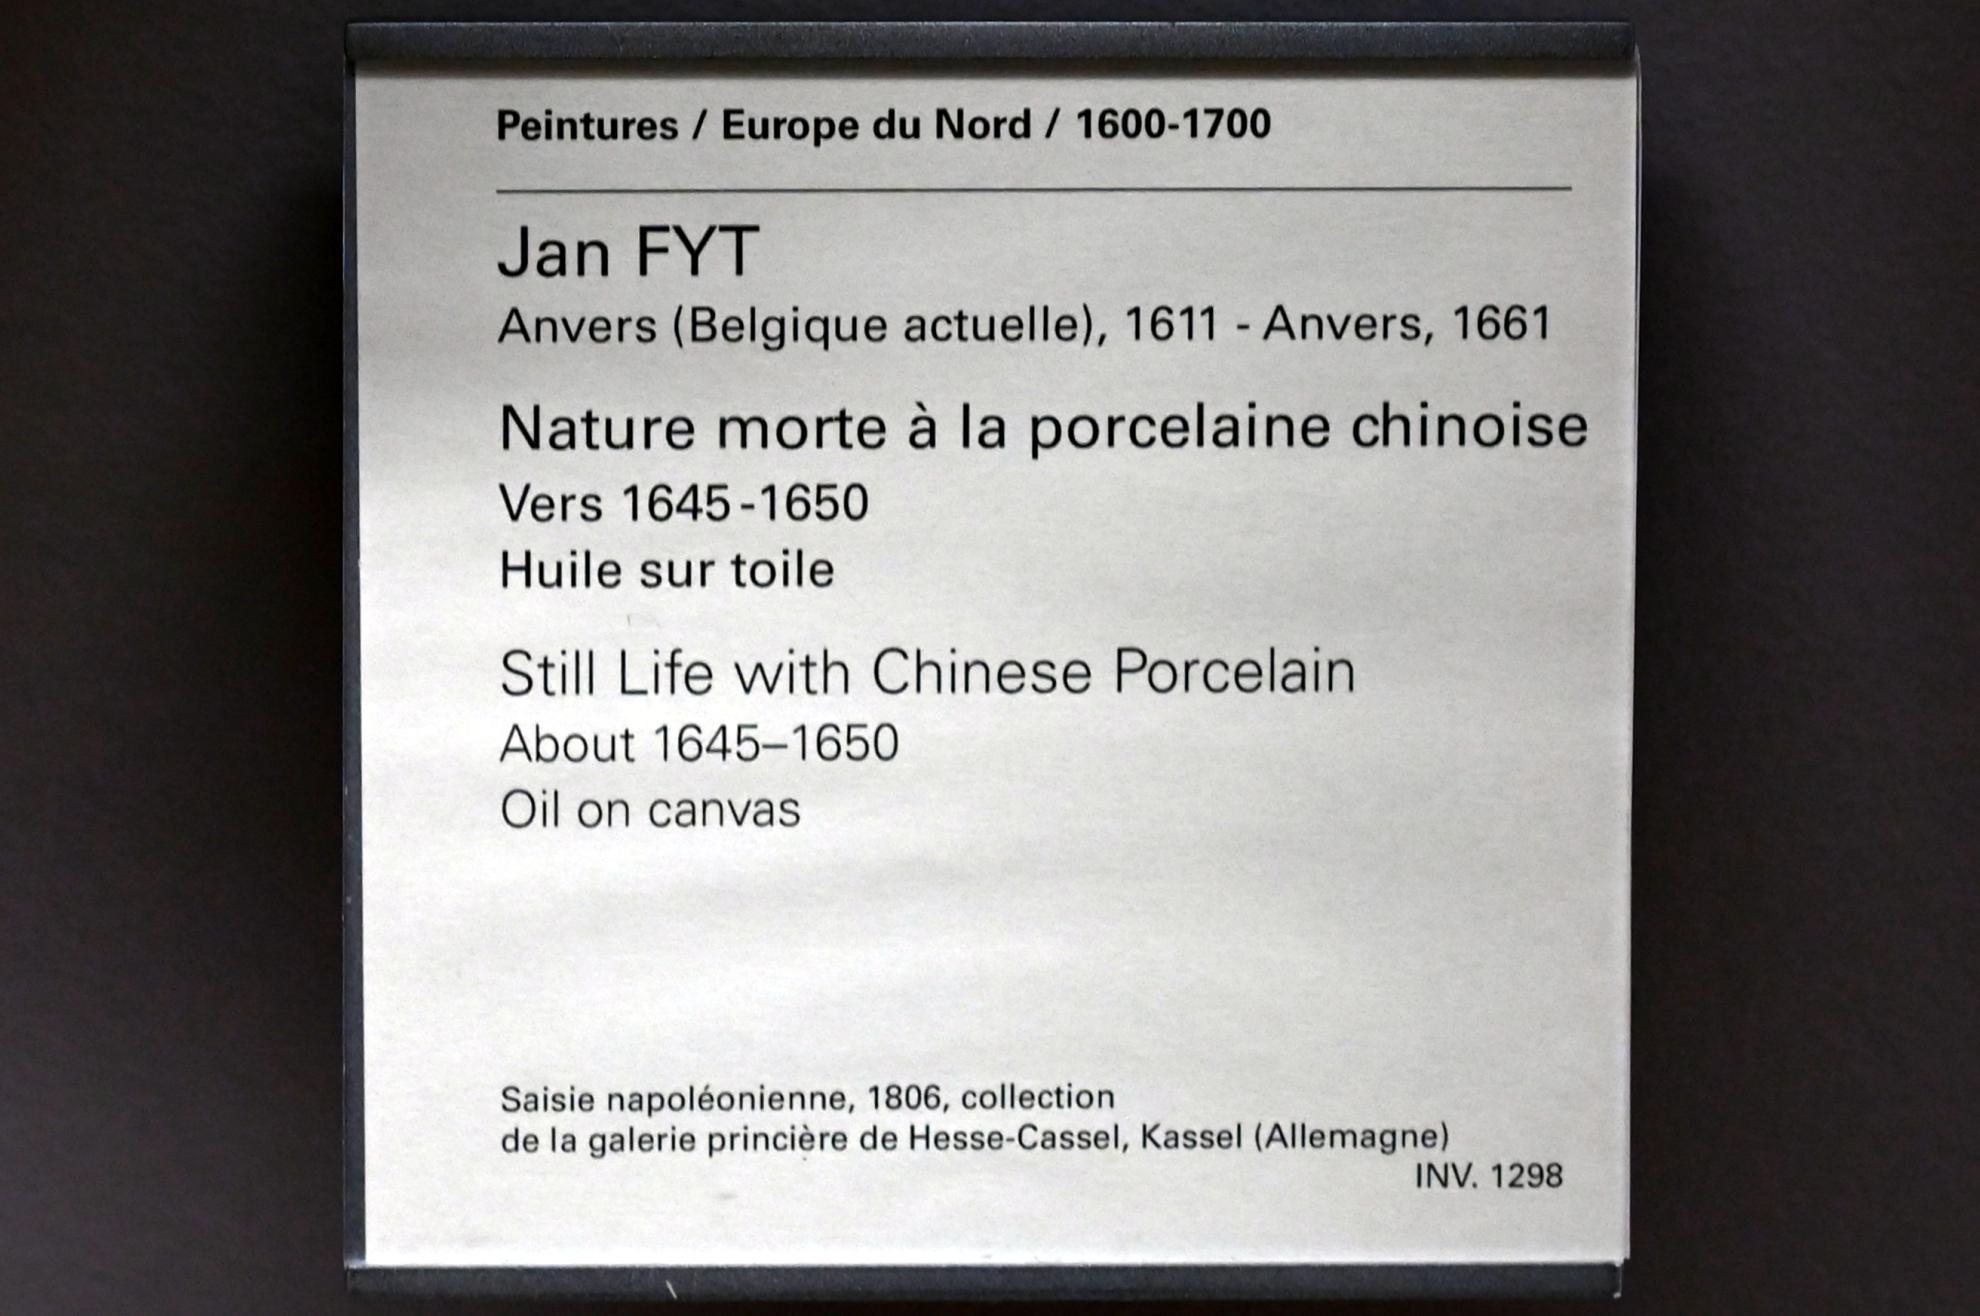 Peintures / Europe du Nord / 1600-1700
Jan FYT
Anvers (Belgique actuelle), 1611 - Anvers, 1661
Nature morte à la porcelaine chinoise
Vers 1645-1650
Huile sur toile
Still Life with Chinese Porcelain
About 1645–1650
Oil on canvas
Saisie napoléonienne, 1806, collection
de la galerie princière de Hesse-Cassel, Kassel (Allemagne)
INV. 1298